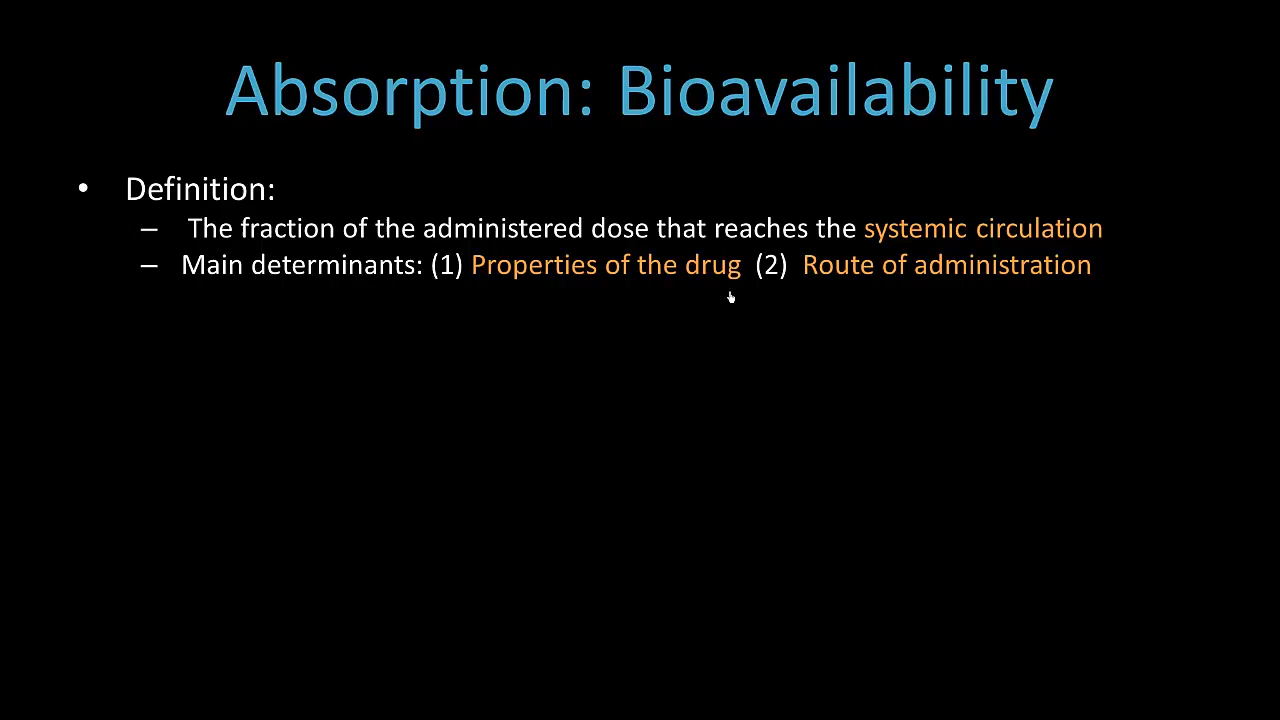 Absorption: Bioavailability
• Definition:
– The fraction of the administered dose that reaches the systemic circulation
– Main determinants: (1) Properties of the drug (2) Route of administration